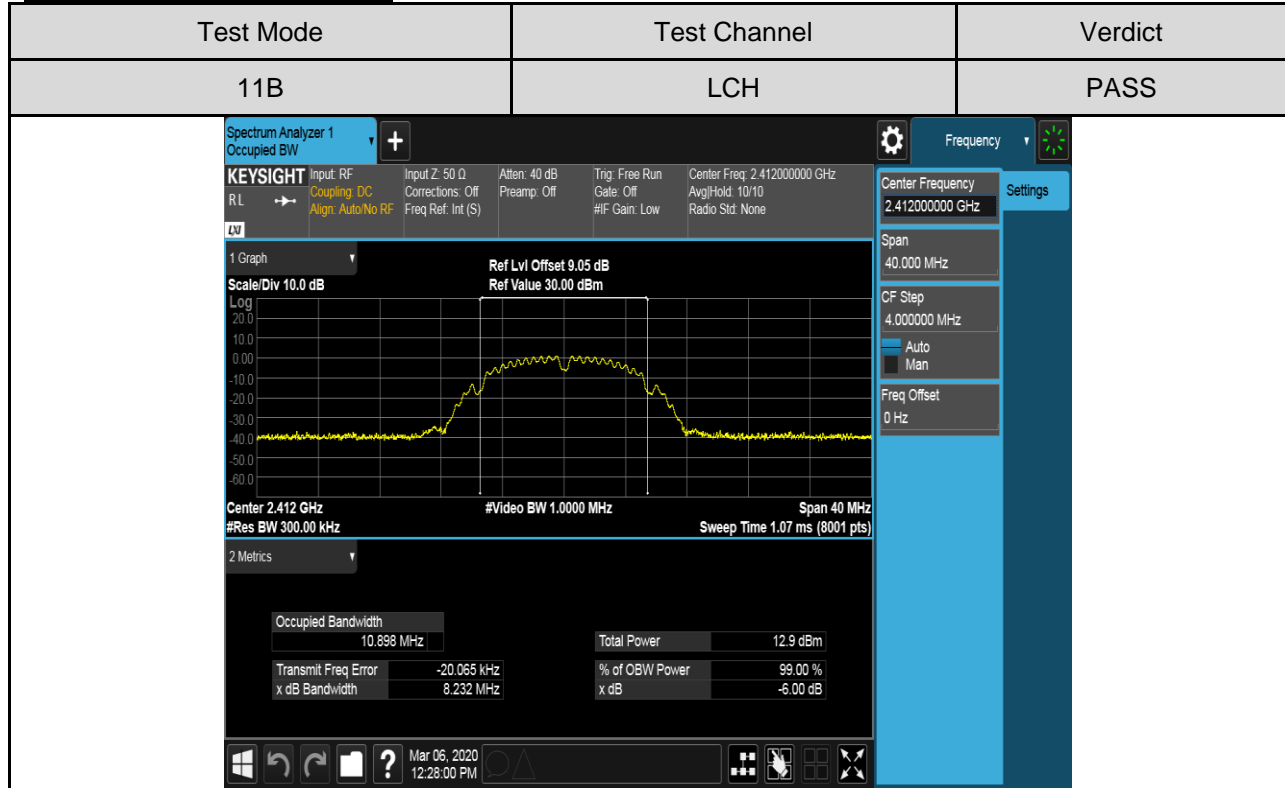 Test Mode Test Channel Verdict
11B LCH PASS
Spectrum Analyzer 1
Occupied BW
Frequency
KEYSIGHT Input: RF Input Z: 50 Ω Atten: 40 dB Trig: Free Run Center Freq: 2.412000000 GHz
Coupling: DC Corrections: Off Preamp: Off Gate: Off Avg|Hold: 10/10
RL Align: Auto/No RF Freq Ref: Int (S) #IF Gain: Low Radio Std: None
LXI
Center Frequency
2.412000000 GHz
Settings
Span
40.000 MHz
CF Step
4.000000 MHz
Auto
Man
Freq Offset
0 Hz
1 Graph
Ref Lvl Offset 9.05 dB
Scale/Div 10.0 dB Ref Value 30.00 dBm
Log
20.0
10.0
0.00
-10.0
-20.0
-30.0
-40.0
-50.0
-60.0
Center 2.412 GHz #Video BW 1.0000 MHz Span 40 MHz
#Res BW 300.00 kHz Sweep Time 1.07 ms (8001 pts)
2 Metrics
Occupied Bandwidth
10.898 MHz Total Power 12.9 dBm
Transmit Freq Error -20.065 kHz % of OBW Power 99.00 %
x dB Bandwidth 8.232 MHz x dB -6.00 dB
? Mar 06, 2020
12:28:00 PM